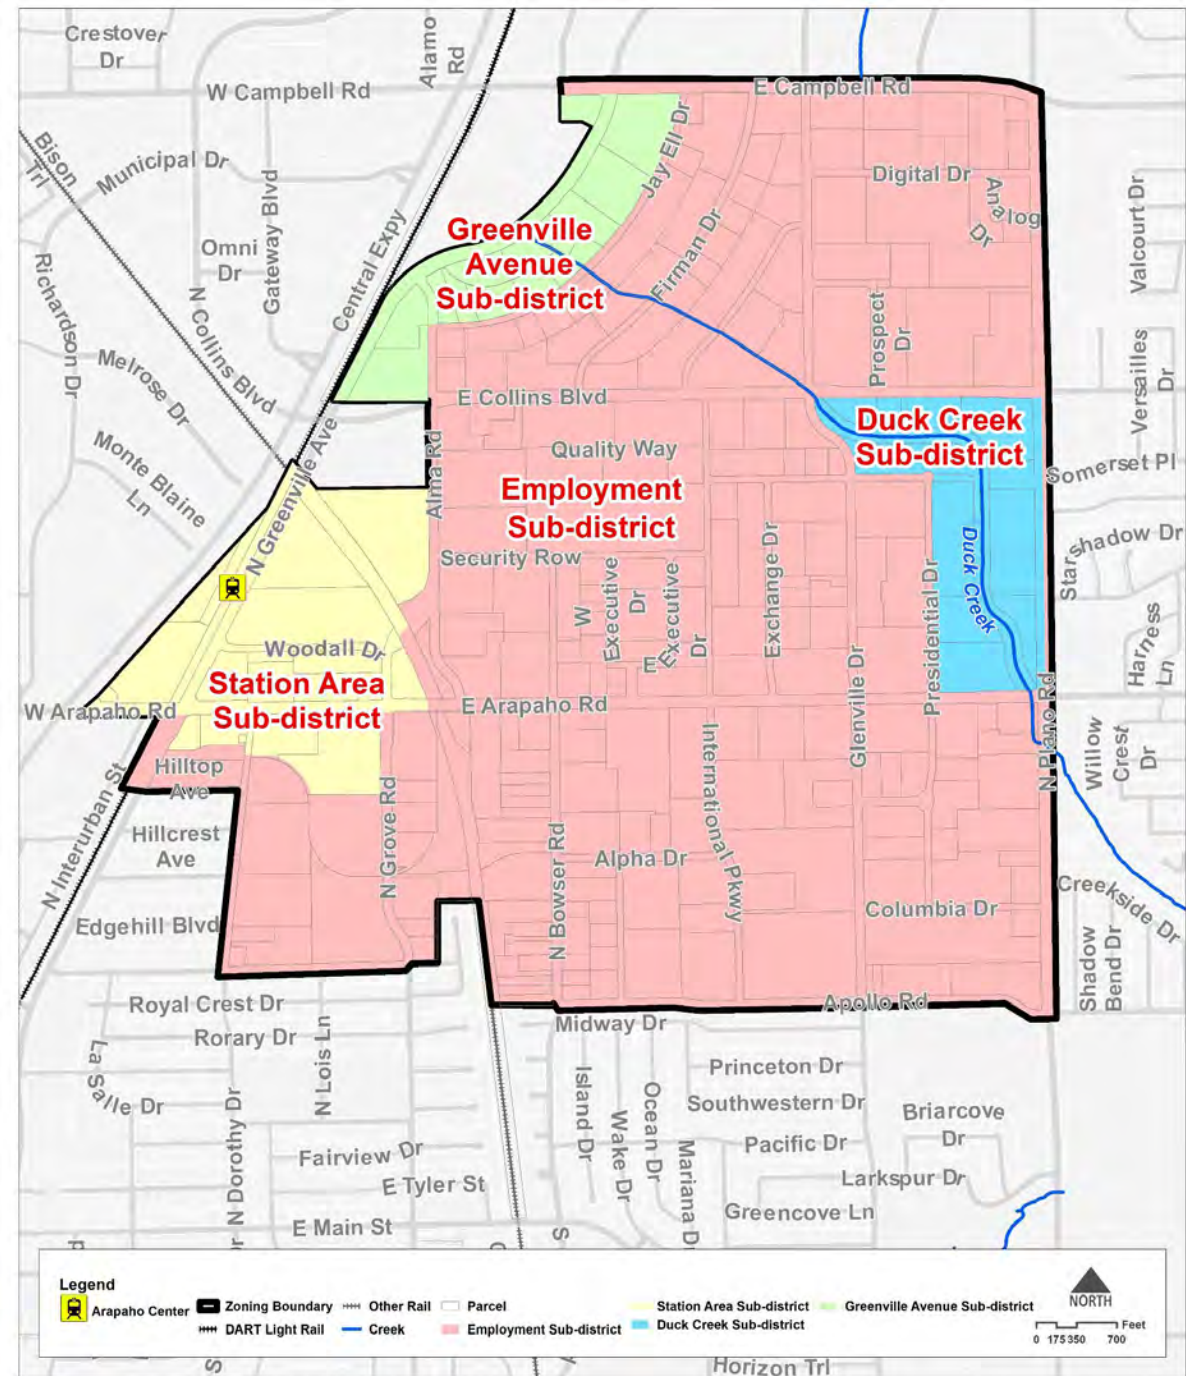 Crestover
Dr
Alamo
Rd
W Campbell Rd
E Campbell Rd
Bison
Trl
Municipal Dr
Gateway Blvd
Omni
Dr
N Collins Blvd
Central Expy
Richardson Dr
Melrose Dr
Monte Blaine
Ln
Jay Ell Dr
Firman Dr
Digital Dr
Analog
Dr
Valcourt Dr
Greenville
Avenue
Sub-district
Prospect
Dr
Versailles
Dr
E Collins Blvd
Duck Creek
Sub-district
Quality Way
Alma Rd
Somerset Pl
Employment
Sub-district
N Greenville Ave
Security Row
Starshadow Dr
W
Executive
Dr
E
Executive
Dr
Exchange Dr
Presidential Dr
Duck Creek
Harness
Ln
Woodall Dr
Station Area
Sub-district
Glenville Dr
W Arapaho Rd
E Arapaho Rd
N Plano Rd
Willow
Crest
Dr
Hilltop
Ave
N Interurban St
International Pkwy
N Grove Rd
Hillcrest
Ave
N Bowser Rd
Alpha Dr
Edgehill Blvd
Columbia Dr
Creekside Dr
Shadow
Bend Dr
Royal Crest Dr
Apollo Rd
Midway Dr
Rorary Dr
La Salle Dr
N Lois Ln
Princeton Dr
Island Dr
Wake Dr
Ocean Dr
Southwestern Dr
Briarcove
Dr
N Dorothy Dr
Fairview Dr
Mariana Dr
Pacific Dr
Larkspur Dr
E Tyler St
E Main St
Greencove Ln
Legend
Arapaho Center
Zoning Boundary
Other Rail
Parcel
Station Area Sub-district
Greenville Avenue Sub-district
DART Light Rail
Creek
Employment Sub-district
Duck Creek Sub-district
NORTH
Feet
0 175 350 700
Horizon Trl